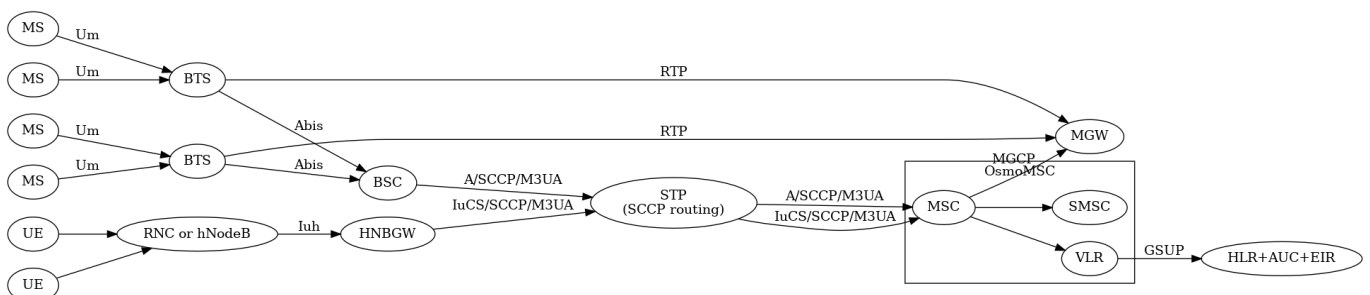 MS
Um
MS
Um
BTS
RTP
MS
Um
MS
Um
BTS
Abis
Abis
RTP
MGW
BSC
A/SCCP/M3UA
IuCS/SCCP/M3UA
STP
(SCCP routing)
A/SCCP/M3UA
IuCS/SCCP/M3UA
MGCP
OsmoMSC
MSC
SMSC
VLR
GSUP
HLR+AUC+EIR
UE
RNC or hNodeB
Iuh
HNBGW
UE